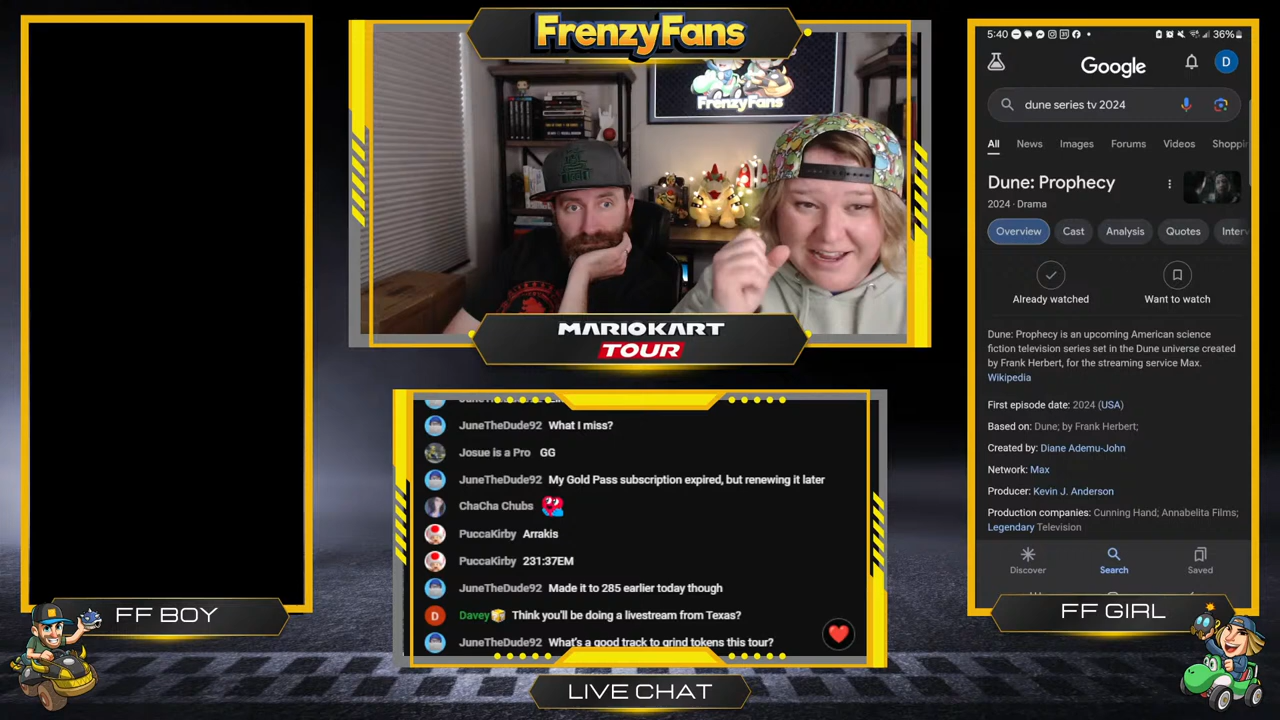 FrenzyFans
FrenzyFans
MARIOKART
TOUR
FF BOY
JuneTheDude92 What I miss?
Josue is a Pro GG
JuneTheDude92 My Gold Pass subscription expired, but renewing it later
ChaCha Chubs
PuccaKirby Arrakis
PuccaKirby 231:37EM
JuneTheDude92 Made it to 285 earlier today though
D Davey Think you'll be doing a livestream from Texas?
JuneTheDude92 What's a good track to grind tokens this tour?
LIVE CHAT
5:40 36%
Google
D
dune series tv 2024
All News Images Forums Videos Shoppi
Dune: Prophecy
2024 · Drama
Overview Cast Analysis Quotes Interv
Already watched Want to watch
Dune: Prophecy is an upcoming American science
fiction television series set in the Dune universe created
by Frank Herbert, for the streaming service Max.
Wikipedia
First episode date: 2024 (USA)
Based on: Dune; by Frank Herbert;
Created by: Diane Ademu-John
Network: Max
Producer: Kevin J. Anderson
Production companies: Cunning Hand; Annabelita Films;
Legendary Television
Discover Search Saved
FF GIRL